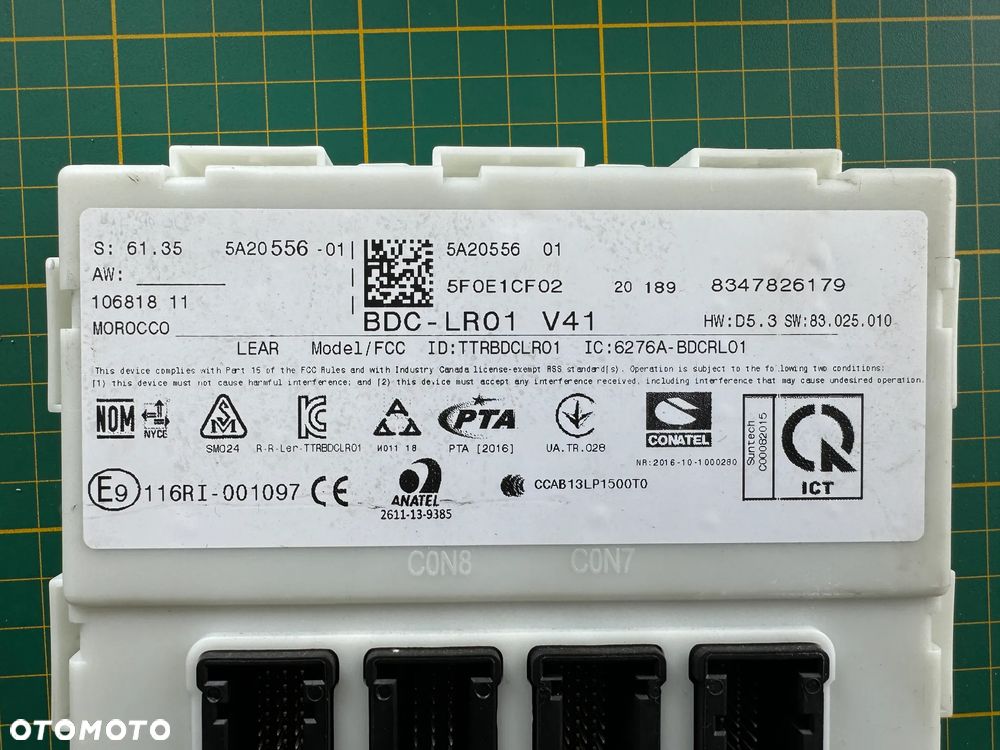 S: 61.35 5A20556 -01 5A20556 01
AW:
5F0E1CF02 20 189 8347826179
106818 11
BDC-LR01 V41 HW:D5.3 SW:83.025.010
MOROCCO
LEAR Model/FCC ID:TTRBDCLR01 IC:6276A-BDCRL01
This device complies with Part 15 of the FCC Rules and with Industry Canada license-exempt RSS standard(s). Operation is subject to the following two conditions:
(1) this device must not cause harmful interference; and (2) this device must accept any interference received, including interference that may cause undesired operation.
NOM NYCE
SM024 R-R-Ler-TTRBDCLR01 PTA PTA [2016] UA.TR.028 CONATEL
NR:2016-10-1000280
Suntech
C00082015
ICT
E9 116RI-001097 CE ANATEL CCAB13LP1500T0
2611-13-9385
CON8 CON7
OTOMOTO